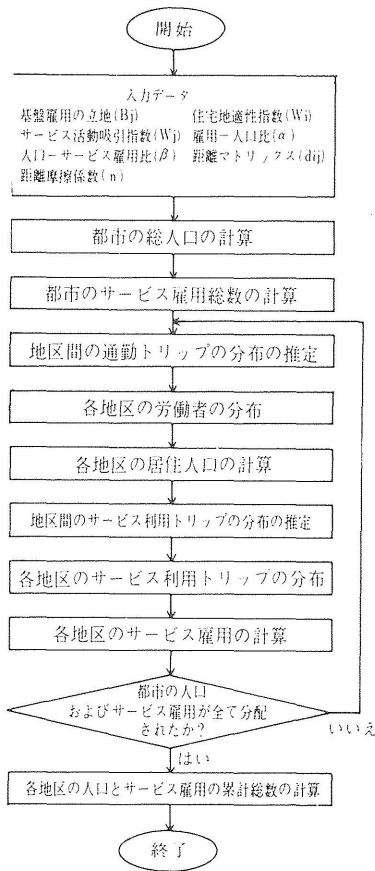 開始
入力データ
基盤雇用の立地(Bj) 住宅地適性指数(Wi)
サービス活動吸引指数(Wj) 雇用－人口比(α)
人口－サービス雇用比(β) 距離マトリックス(dij)
距離摩擦係数(n)
都市の総人口の計算
都市のサービス雇用総数の計算
地区間の通勤トリップの分布の推定
各地区の労働者の分布
各地区の居住人口の計算
地区間のサービス利用トリップの分布の推定
各地区のサービス利用トリップの分布
各地区のサービス雇用の計算
都市の人口
およびサービス雇用が全て分配
されたか?
いいえ
はい
各地区の人口とサービス雇用の累計総数の計算
終了